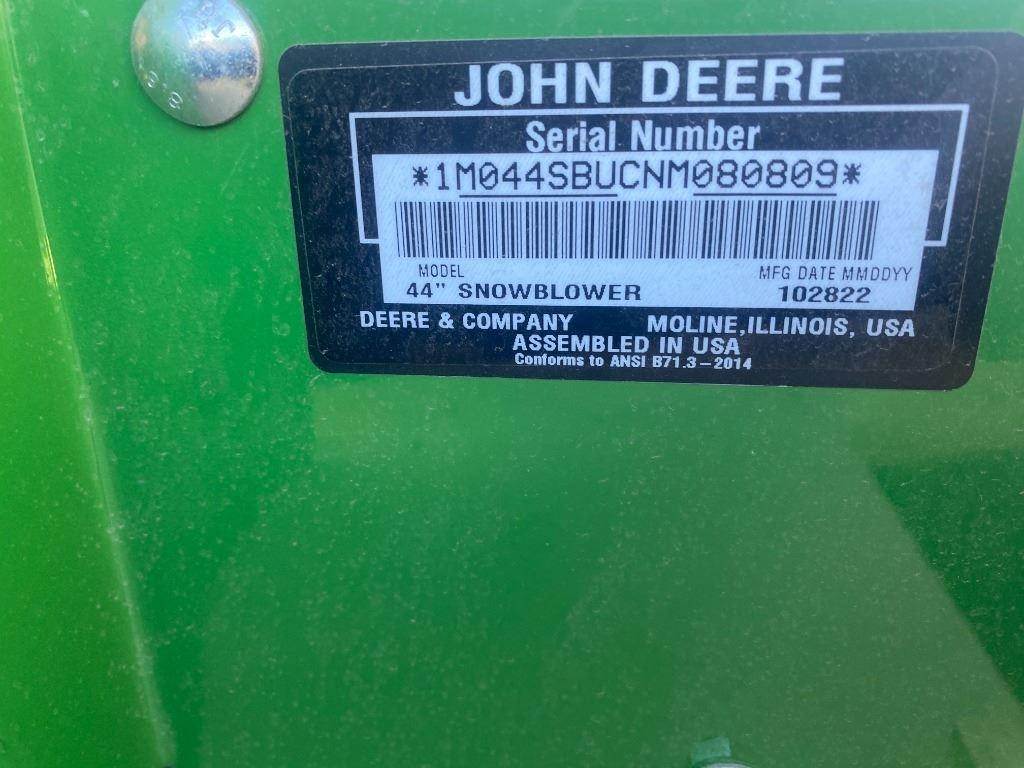 JOHN DEERE
Serial Number
*1M044SBUCNM080809*
MODEL MFG DATE MMDDYY
44" SNOWBLOWER 102822
DEERE & COMPANY MOLINE, ILLINOIS, USA
ASSEMBLED IN USA
Conforms to ANSI B71.3-2014